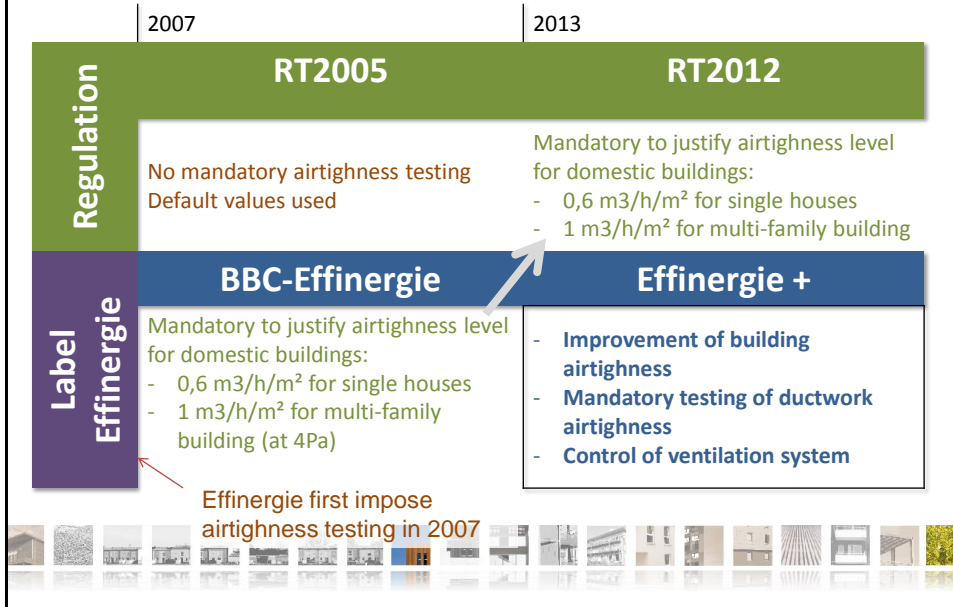 2007
2013
Regulation
RT2005
RT2012
No mandatory airtighness testing
Default values used
Mandatory to justify airtighness level
for domestic buildings:
- 0,6 m3/h/m² for single houses
- 1 m3/h/m² for multi-family building
Label
Effinergie
BBC-Effinergie
Effinergie +
Mandatory to justify airtighness level
for domestic buildings:
- 0,6 m3/h/m² for single houses
- 1 m3/h/m² for multi-family
building (at 4Pa)
- Improvement of building
airtighness
- Mandatory testing of ductwork
airtighness
- Control of ventilation system
Effinergie first impose
airtighness testing in 2007